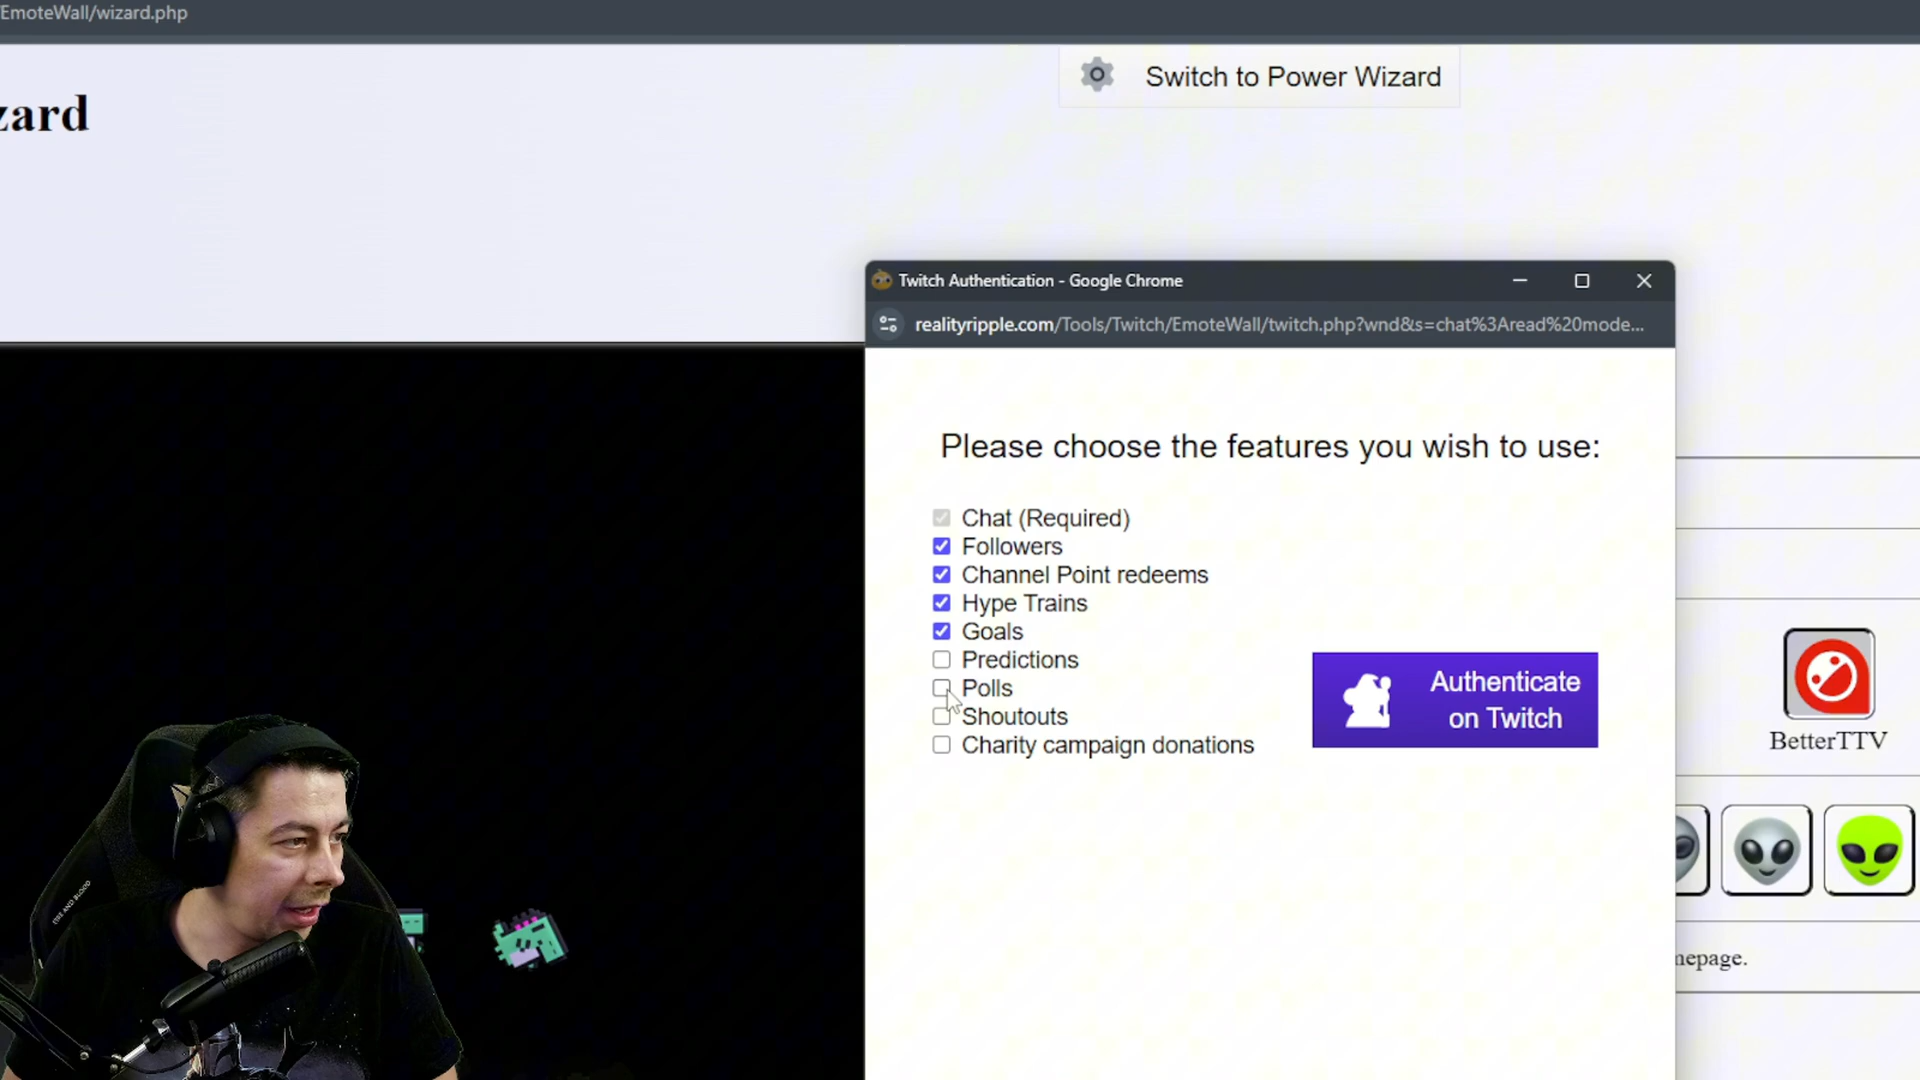 EmoteWall/wizard.php
Switch to Power Wizard
zard
Twitch Authentication - Google Chrome
realityripple.com/Tools/Twitch/EmoteWall/twitch.php?wnd&s=chat%3Aread%20mode...
Please choose the features you wish to use:
Chat (Required)
Followers
Channel Point redeems
Hype Trains
Goals
Predictions
Polls
Shoutouts
Charity campaign donations
Authenticate
on Twitch
BetterTTV
mepage.